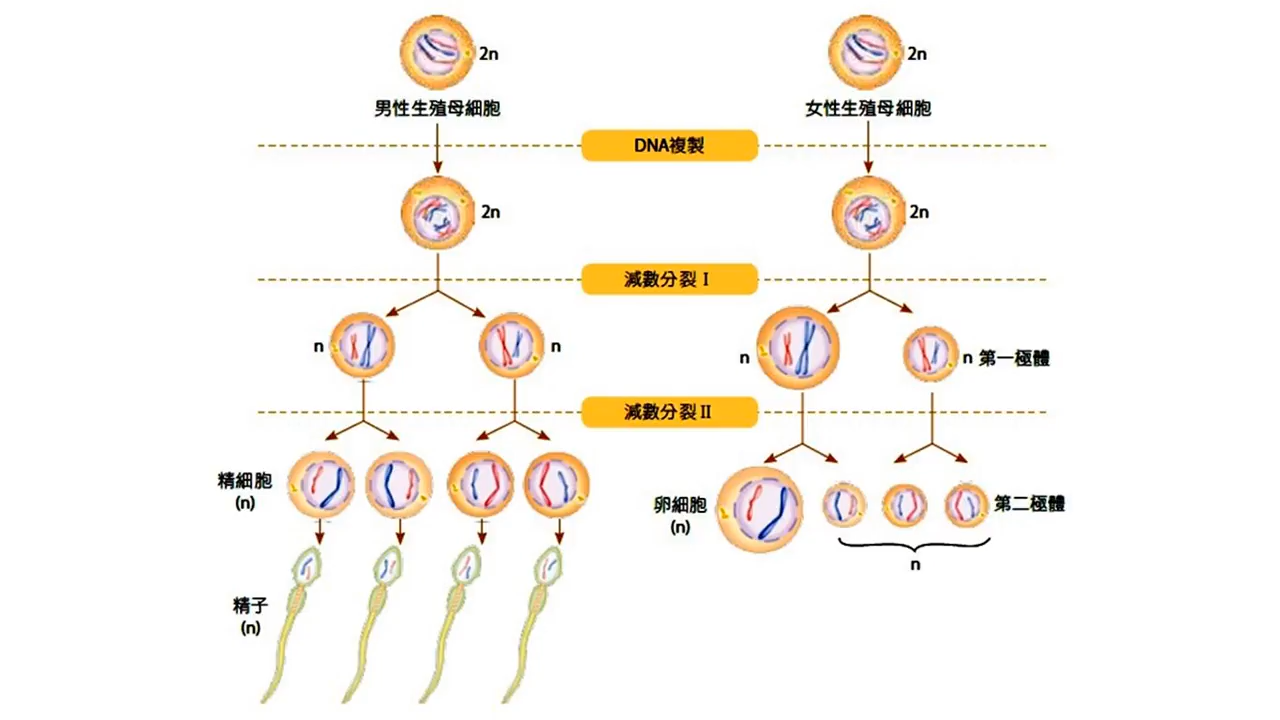 2n
2n
男性生殖母細胞
女性生殖母細胞
DNA複製
2n
2n
減數分裂 I
n
n
n
n 第一極體
減數分裂 II
精細胞
(n)
卵細胞
(n)
第二極體
n
精子
(n)